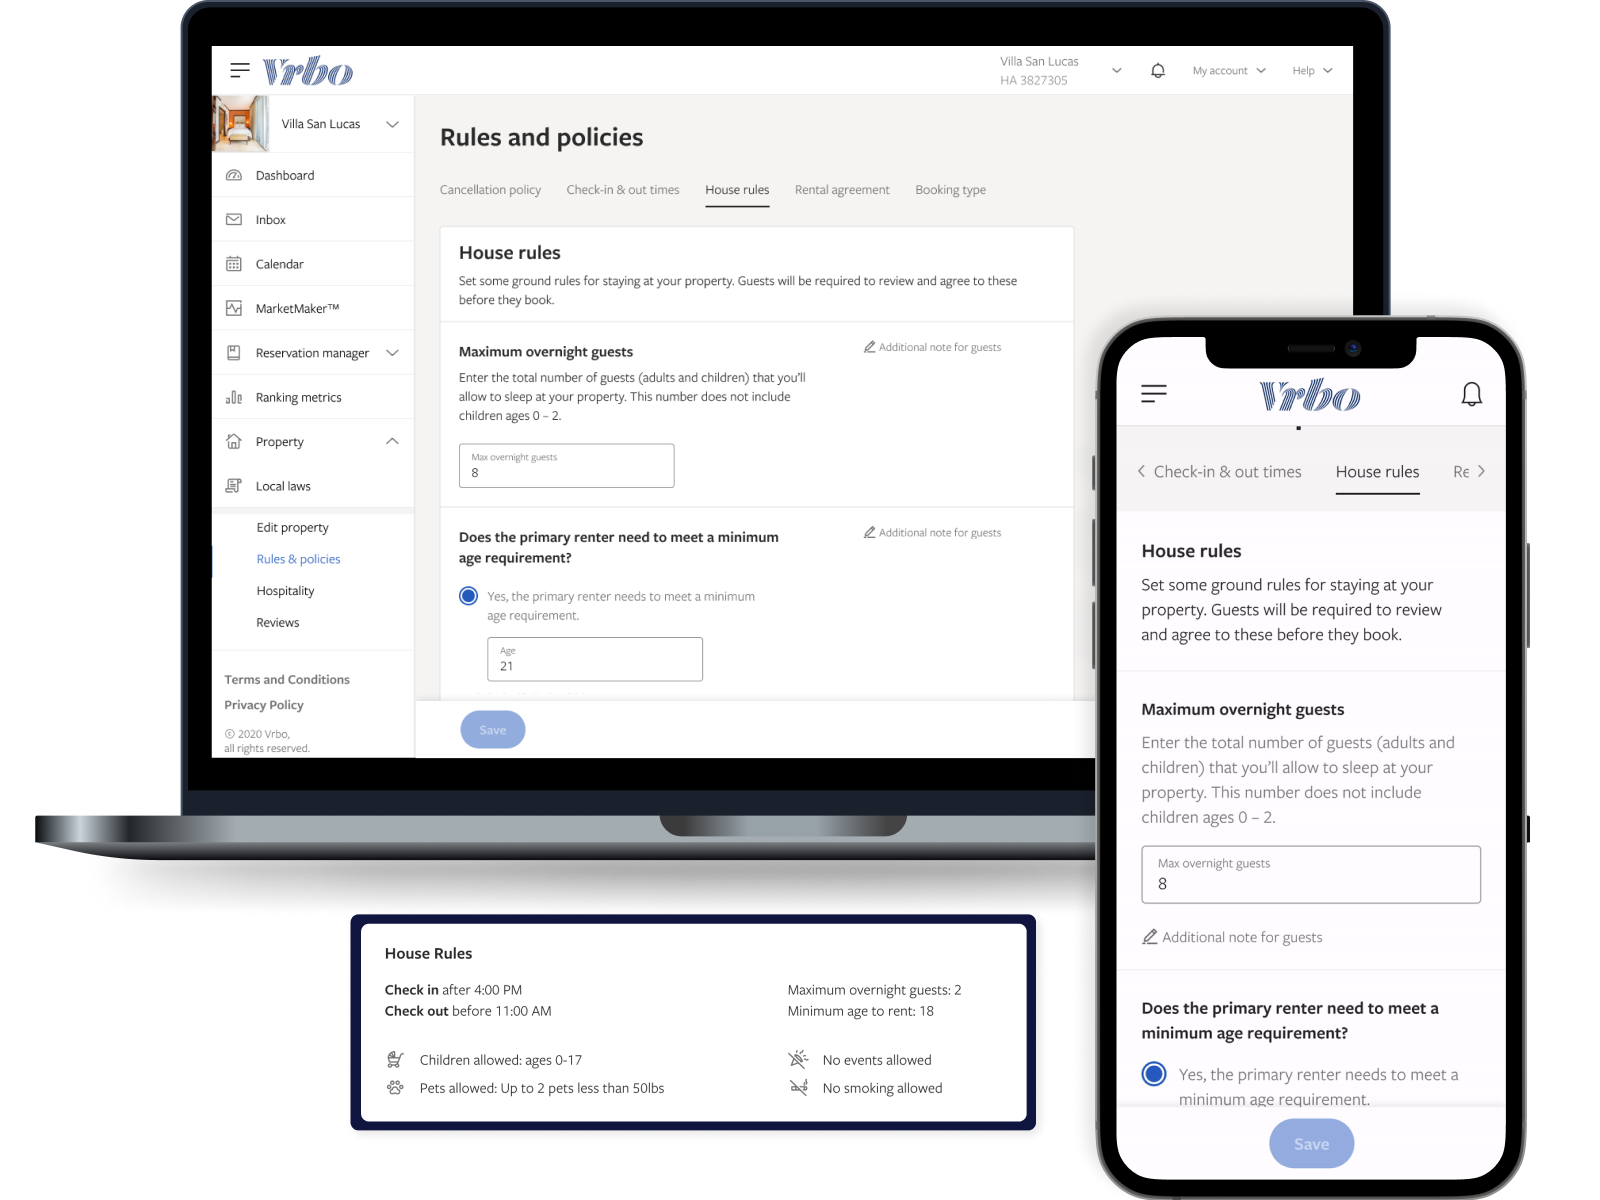 Vrbo
Villa San Lucas
HA 3827305
My account
Help
Villa San Lucas
Dashboard
Inbox
Calendar
MarketMaker™
Reservation manager
Ranking metrics
Property
Local laws
Edit property
Rules & policies
Hospitality
Reviews
Terms and Conditions
Privacy Policy
© 2020 Vrbo,
all rights reserved.
Rules and policies
Cancellation policy
Check-in & out times
House rules
Rental agreement
Booking type
House rules
Set some ground rules for staying at your property. Guests will be required to review and agree to these
before they book.
Maximum overnight guests
Additional note for guests
Enter the total number of guests (adults and children) that you'll
allow to sleep at your property. This number does not include
children ages 0 – 2.
Max overnight guests
8
Does the primary renter need to meet a minimum
age requirement?
Additional note for guests
Yes, the primary renter needs to meet a minimum
age requirement.
Age
21
Save
Vrbo
Check-in & out times
House rules
Re
House rules
Set some ground rules for staying at your
property. Guests will be required to review
and agree to these before they book.
Maximum overnight guests
Enter the total number of guests (adults and
children) that you'll allow to sleep at your
property. This number does not include
children ages 0 – 2.
Max overnight guests
8
Additional note for guests
Does the primary renter need to meet a
minimum age requirement?
Yes, the primary renter needs to meet a
minimum age requirement.
Save
House Rules
Check in after 4:00 PM
Check out before 11:00 AM
Maximum overnight guests: 2
Minimum age to rent: 18
Children allowed: ages 0-17
Pets allowed: Up to 2 pets less than 50lbs
No events allowed
No smoking allowed